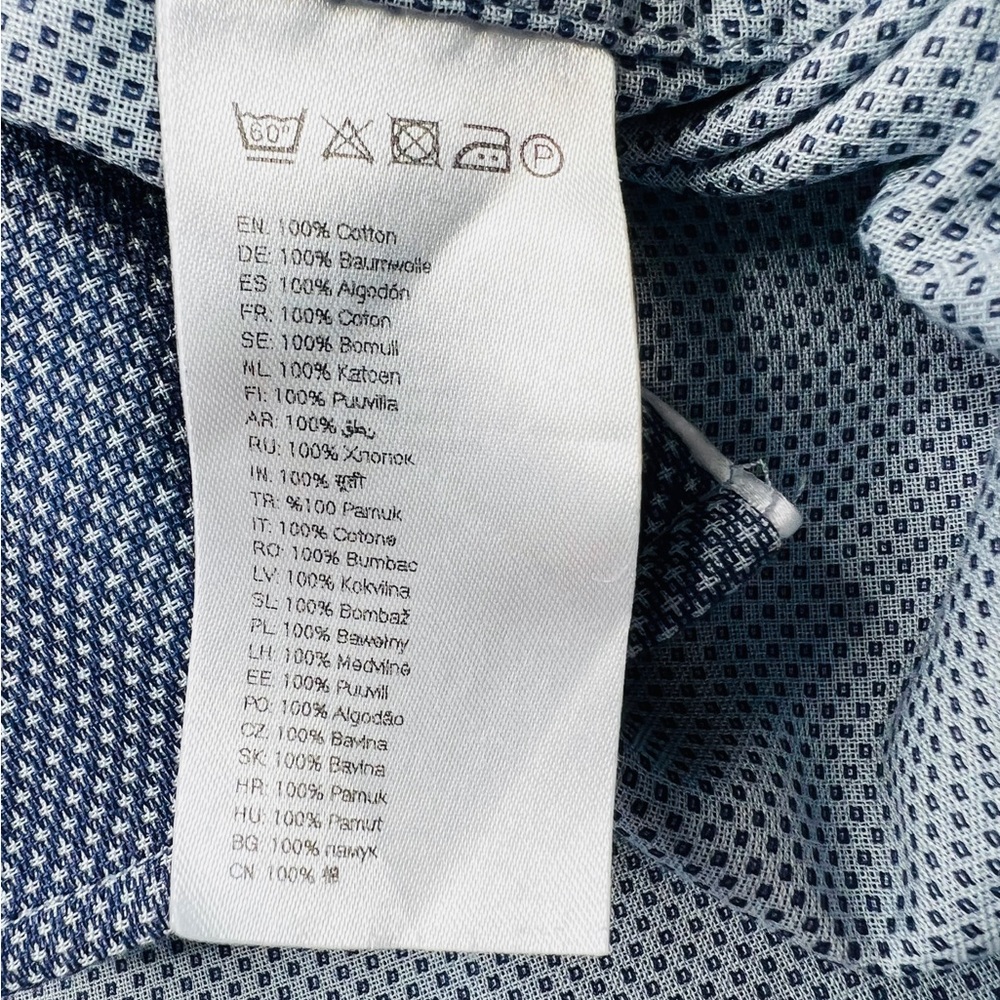 60°
P
EN: 100% Cotton
DE: 100% Baumwolle
ES: 100% Algodón
FR: 100% Coton
SE: 100% Bomull
NL: 100% Katoen
FI: 100% Puuvilla
AR: 100% قطن
RU: 100% Хлопок
IN: 100% सूती
TR: %100 Pamuk
IT: 100% Cotone
RO: 100% Bumbac
LV: 100% Kokvilna
SL: 100% Bombaž
PL: 100% Bawełny
LH: 100% Medvilnė
EE: 100% Puuvill
PO: 100% Algodão
CZ: 100% Bavlna
SK: 100% Bavlna
HR: 100% Pamuk
HU: 100% Pamut
BG: 100% памук
CN: 100% 棉